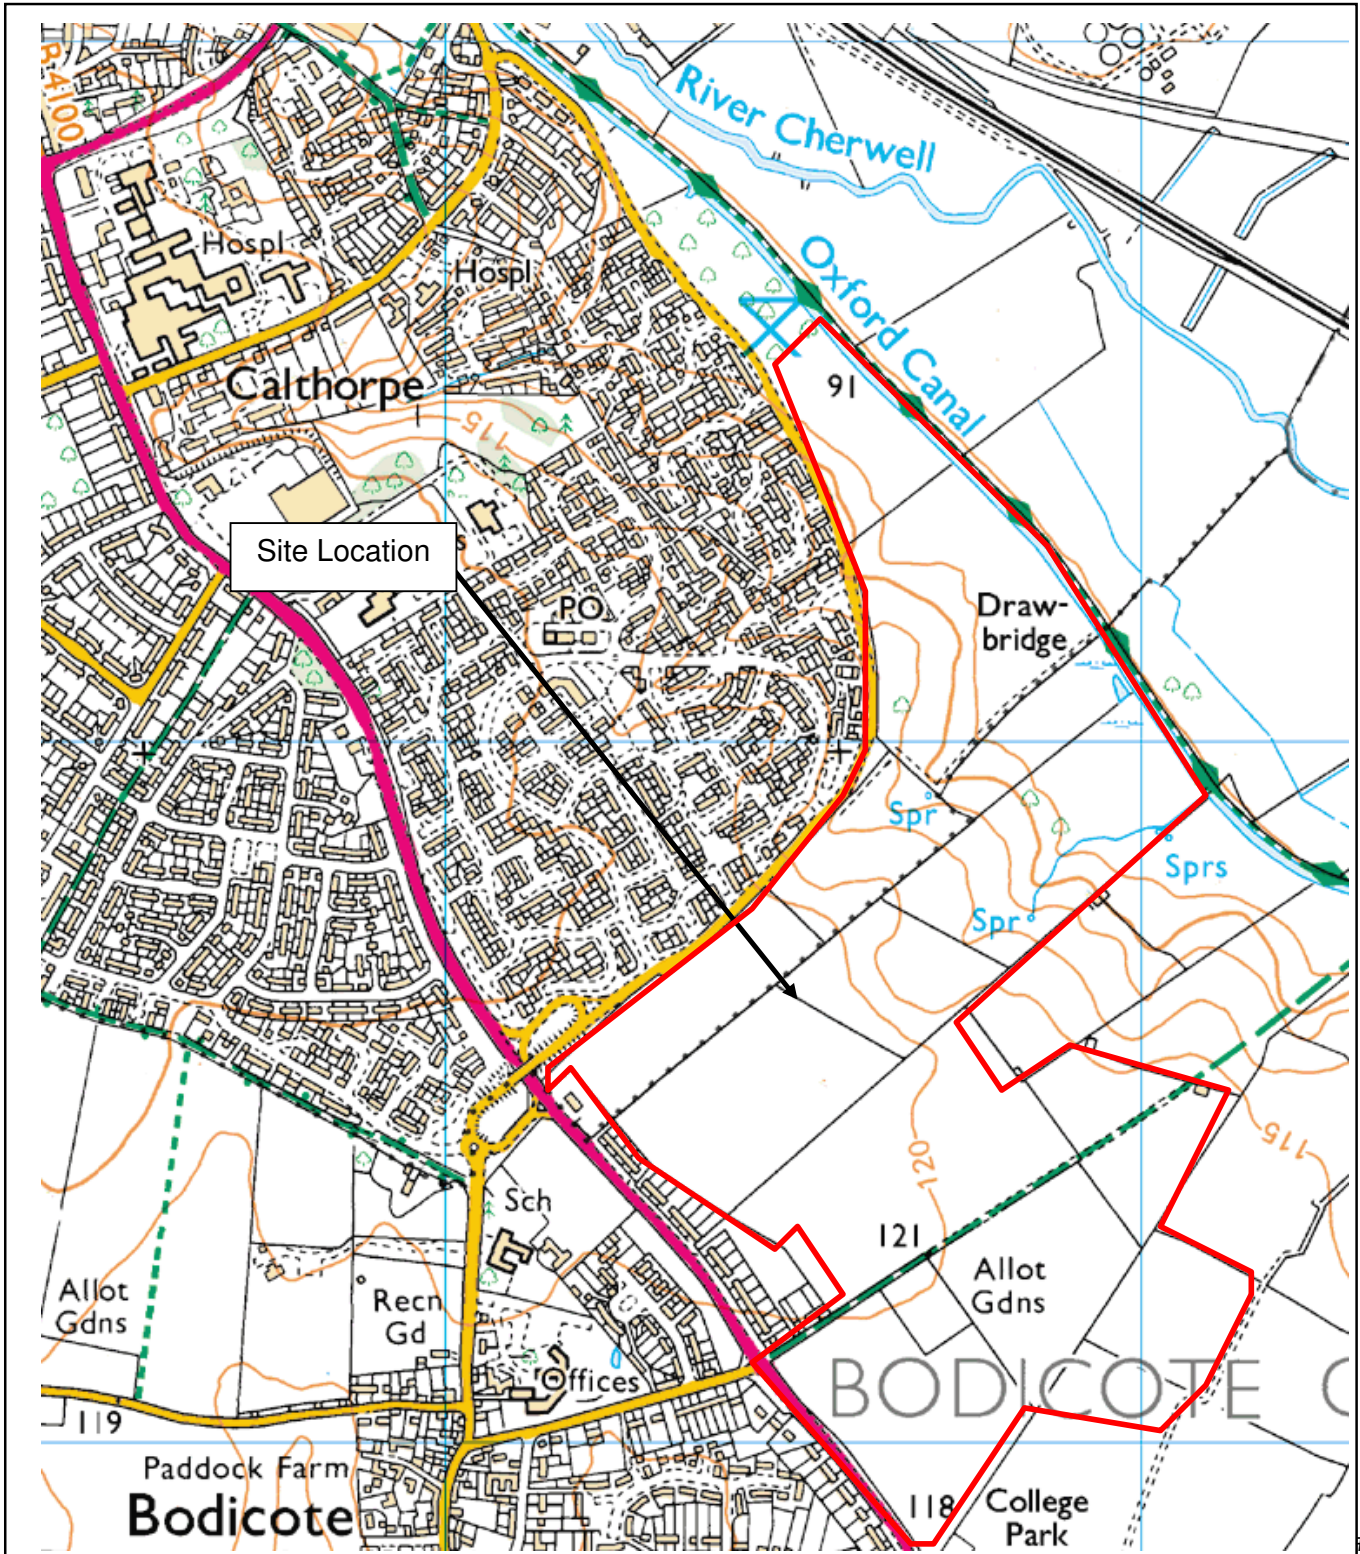 B 4100
River Cherwell
Hospl
Hospl
Oxford Canal
Calthorpe
91
115
Site Location
s
PO
Draw-
bridge
Spr
Sprs
Spr
120
115
Sch
121
Allot
Gdns
Allot
Gdns
Recn
Gd
Offices
BODICOTE C
119
Paddock Farm
Bodicote
118
College
Park